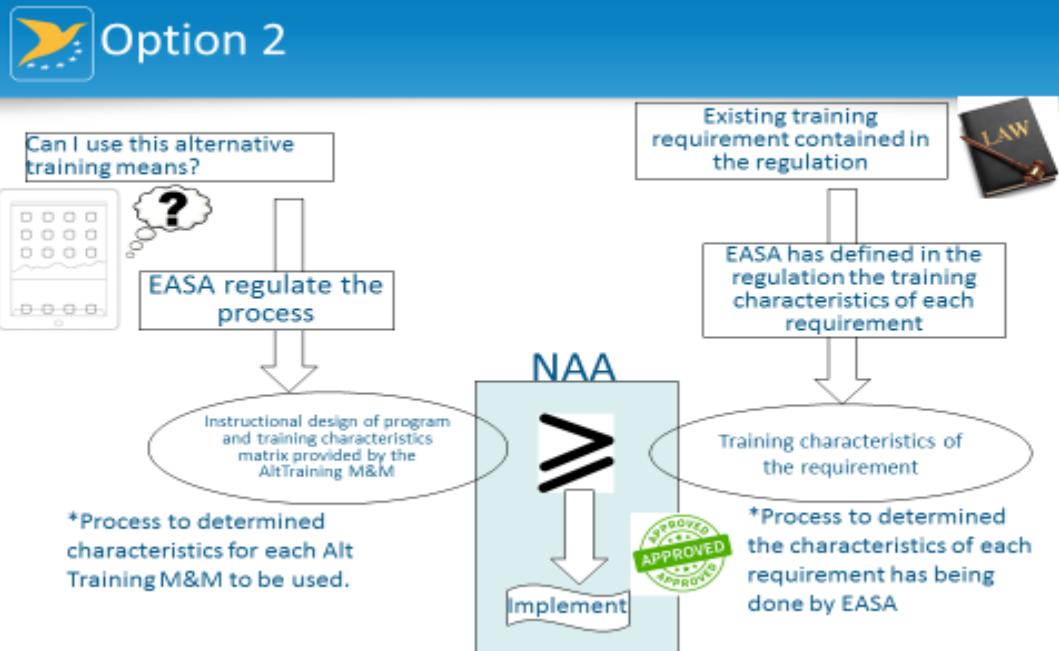 Option 2
Can I use this alternative
training means?
?
EASA regulate the
process
Instructional design of program
and training characteristics
matrix provided by the
AltTraining M&M
*Process to determined
characteristics for each Alt
Training M&M to be used.
NAA
⩾
Implement
APPROVED
APPROVED
APPROVED
Existing training
requirement contained in
the regulation
LAW
EASA has defined in the
regulation the training
characteristics of each
requirement
Training characteristics of
the requirement
*Process to determined
the characteristics of each
requirement has being
done by EASA